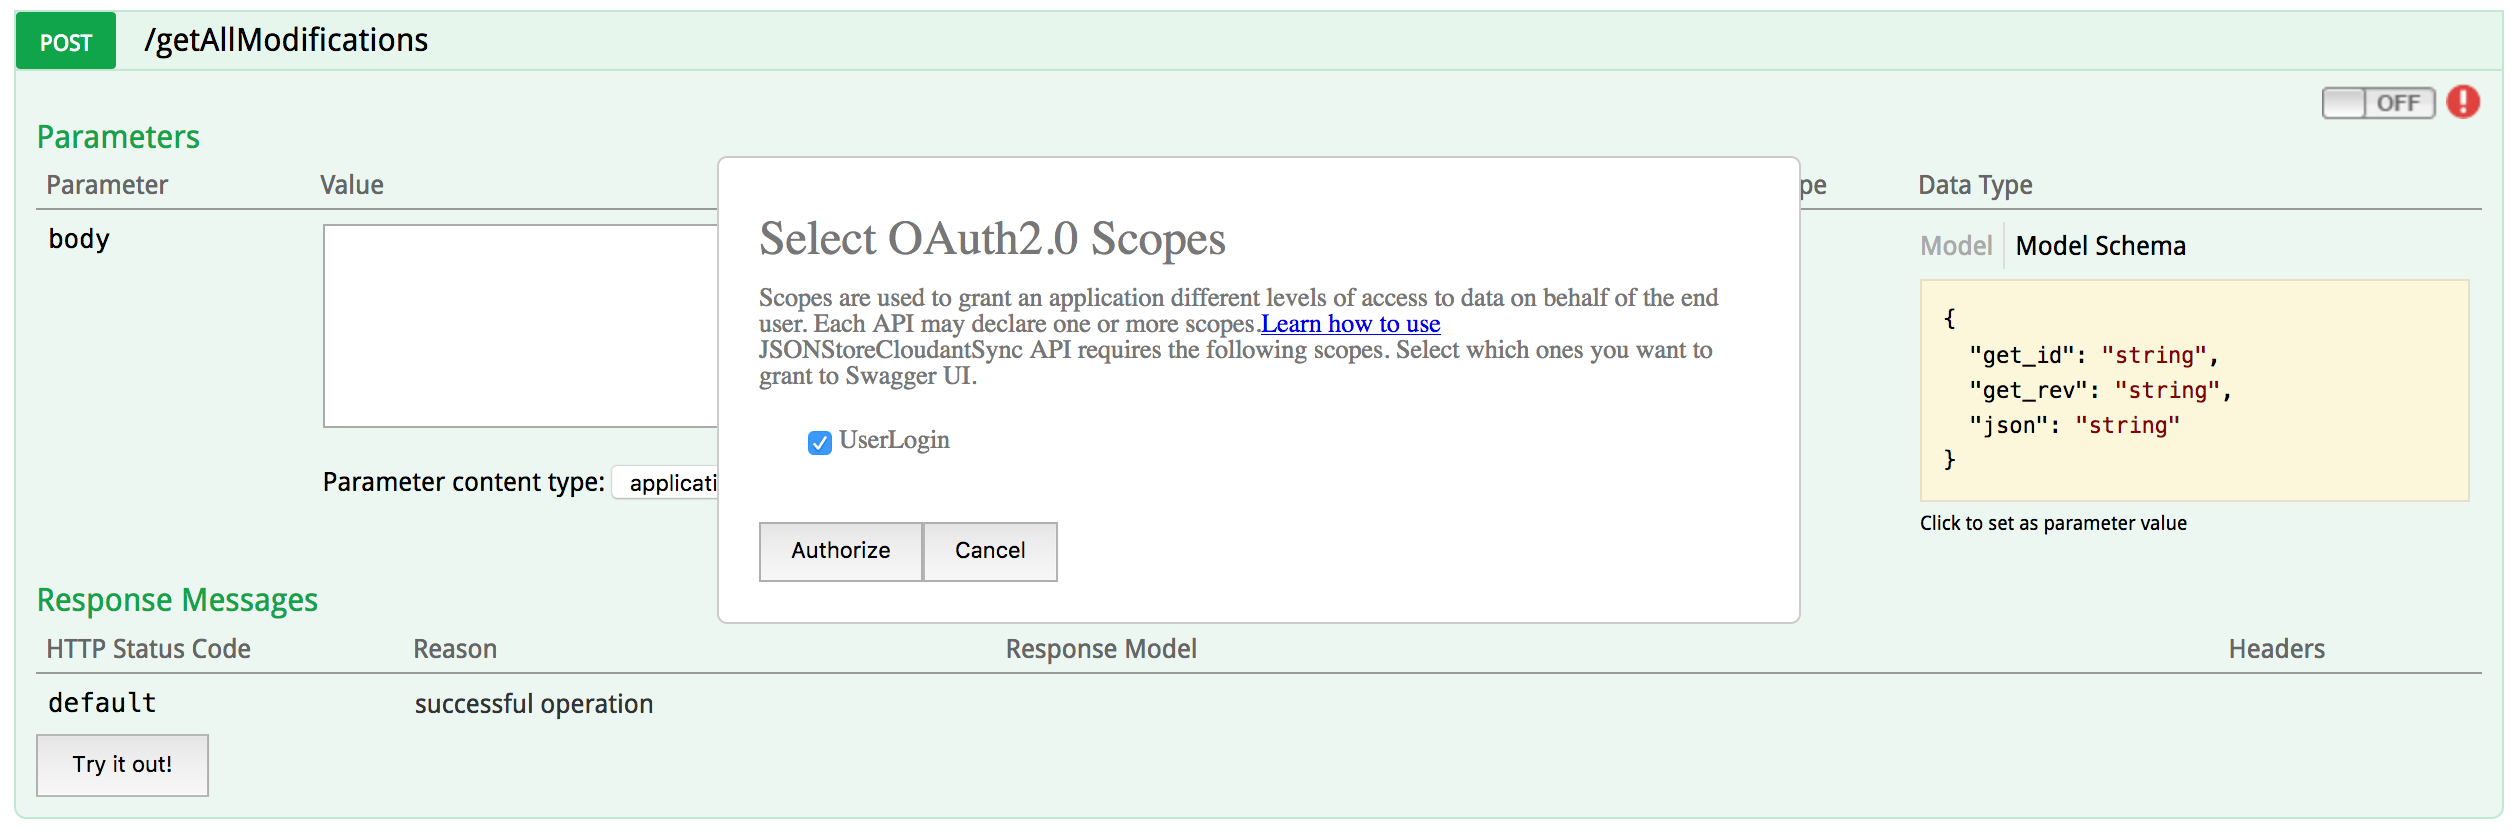 POST /getAllModifications
OFF
Parameters
Parameter Value pe Data Type
body
Model Model Schema
{
"get_id": "string",
"get_rev": "string",
"json": "string"
}
Click to set as parameter value
Parameter content type: applicati
Select OAuth2.0 Scopes
Scopes are used to grant an application different levels of access to data on behalf of the end
user. Each API may declare one or more scopes.Learn how to use
JSONStoreCloudantSync API requires the following scopes. Select which ones you want to
grant to Swagger UI.
UserLogin
Authorize Cancel
Response Messages
HTTP Status Code Reason Response Model Headers
default successful operation
Try it out!